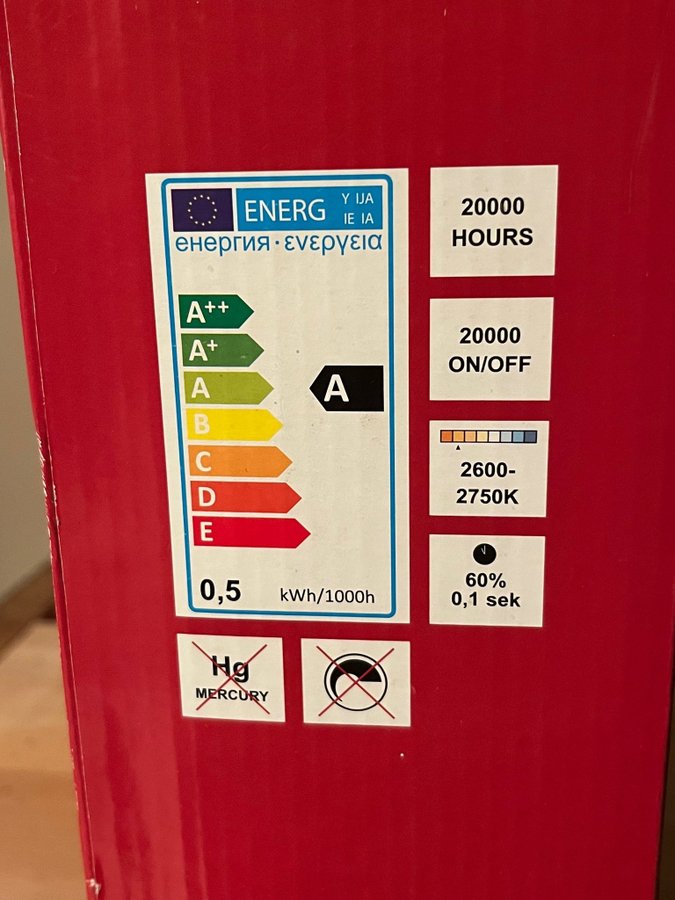 ENERG Y IJA
IE IA
енергия · ενεργεια
A++
A+
A
B
C
D
E
A
0,5 kWh/1000h
20000
HOURS
20000
ON/OFF
2600-
2750K
60%
0,1 sek
Hg
MERCURY